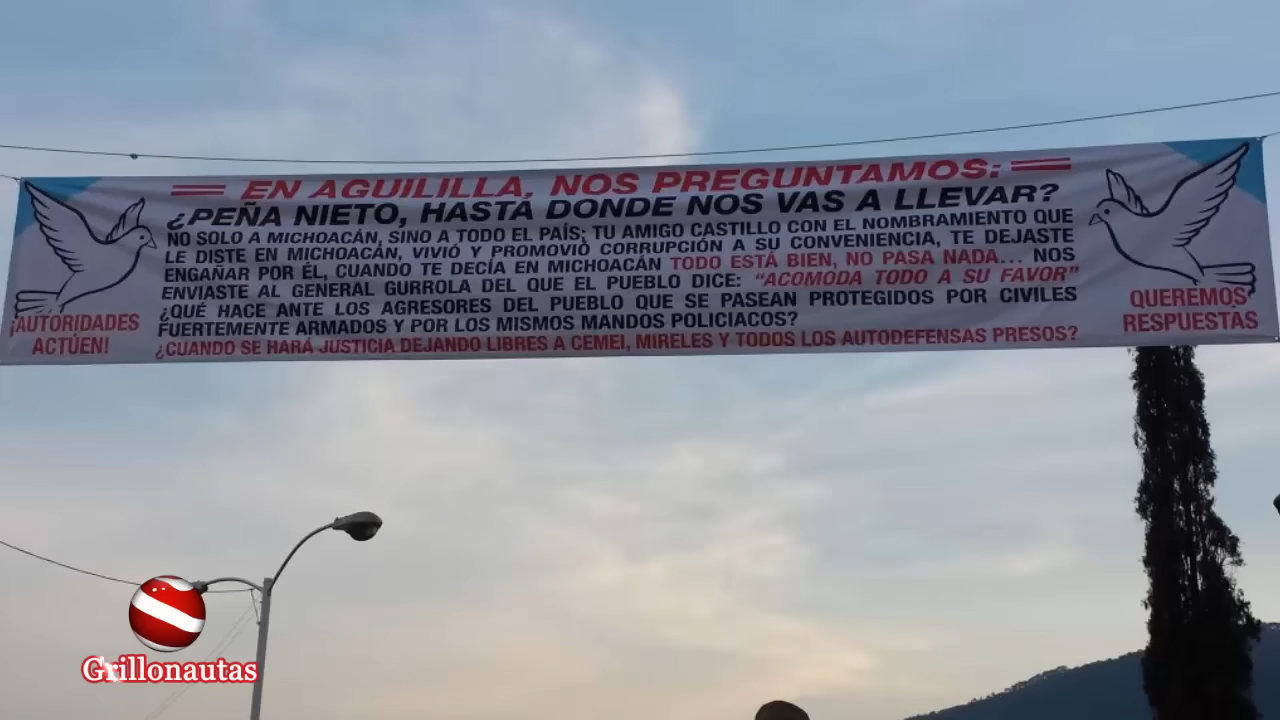 EN AGUILILLA, NOS PREGUNTAMOS:
¿PEÑA NIETO, HASTA DONDE NOS VAS A LLEVAR?
NO SOLO A MICHOACÁN, SINO A TODO EL PAÍS; TU AMIGO CASTILLO CON EL NOMBRAMIENTO QUE
LE DISTE EN MICHOACÁN, VIVIÓ Y PROMOVIÓ CORRUPCIÓN A SU CONVENIENCIA, TE DEJASTE
ENGAÑAR POR ÉL, CUANDO TE DECÍA EN MICHOACÁN TODO ESTÁ BIEN, NO PASA NADA... NOS
ENVIASTE AL GENERAL GURROLA DEL QUE EL PUEBLO DICE: "ACOMODA TODO A SU FAVOR"
¿QUÉ HACE ANTE LOS AGRESORES DEL PUEBLO QUE SE PASEAN PROTEGIDOS POR CIVILES
FUERTEMENTE ARMADOS Y POR LOS MISMOS MANDOS POLICIACOS?
¿CUANDO SE HARÁ JUSTICIA DEJANDO LIBRES A CEMEI, MIRELES Y TODOS LOS AUTODEFENSAS PRESOS?
¡AUTORIDADES
ACTÚEN!
QUEREMOS
RESPUESTAS
Grillonautas